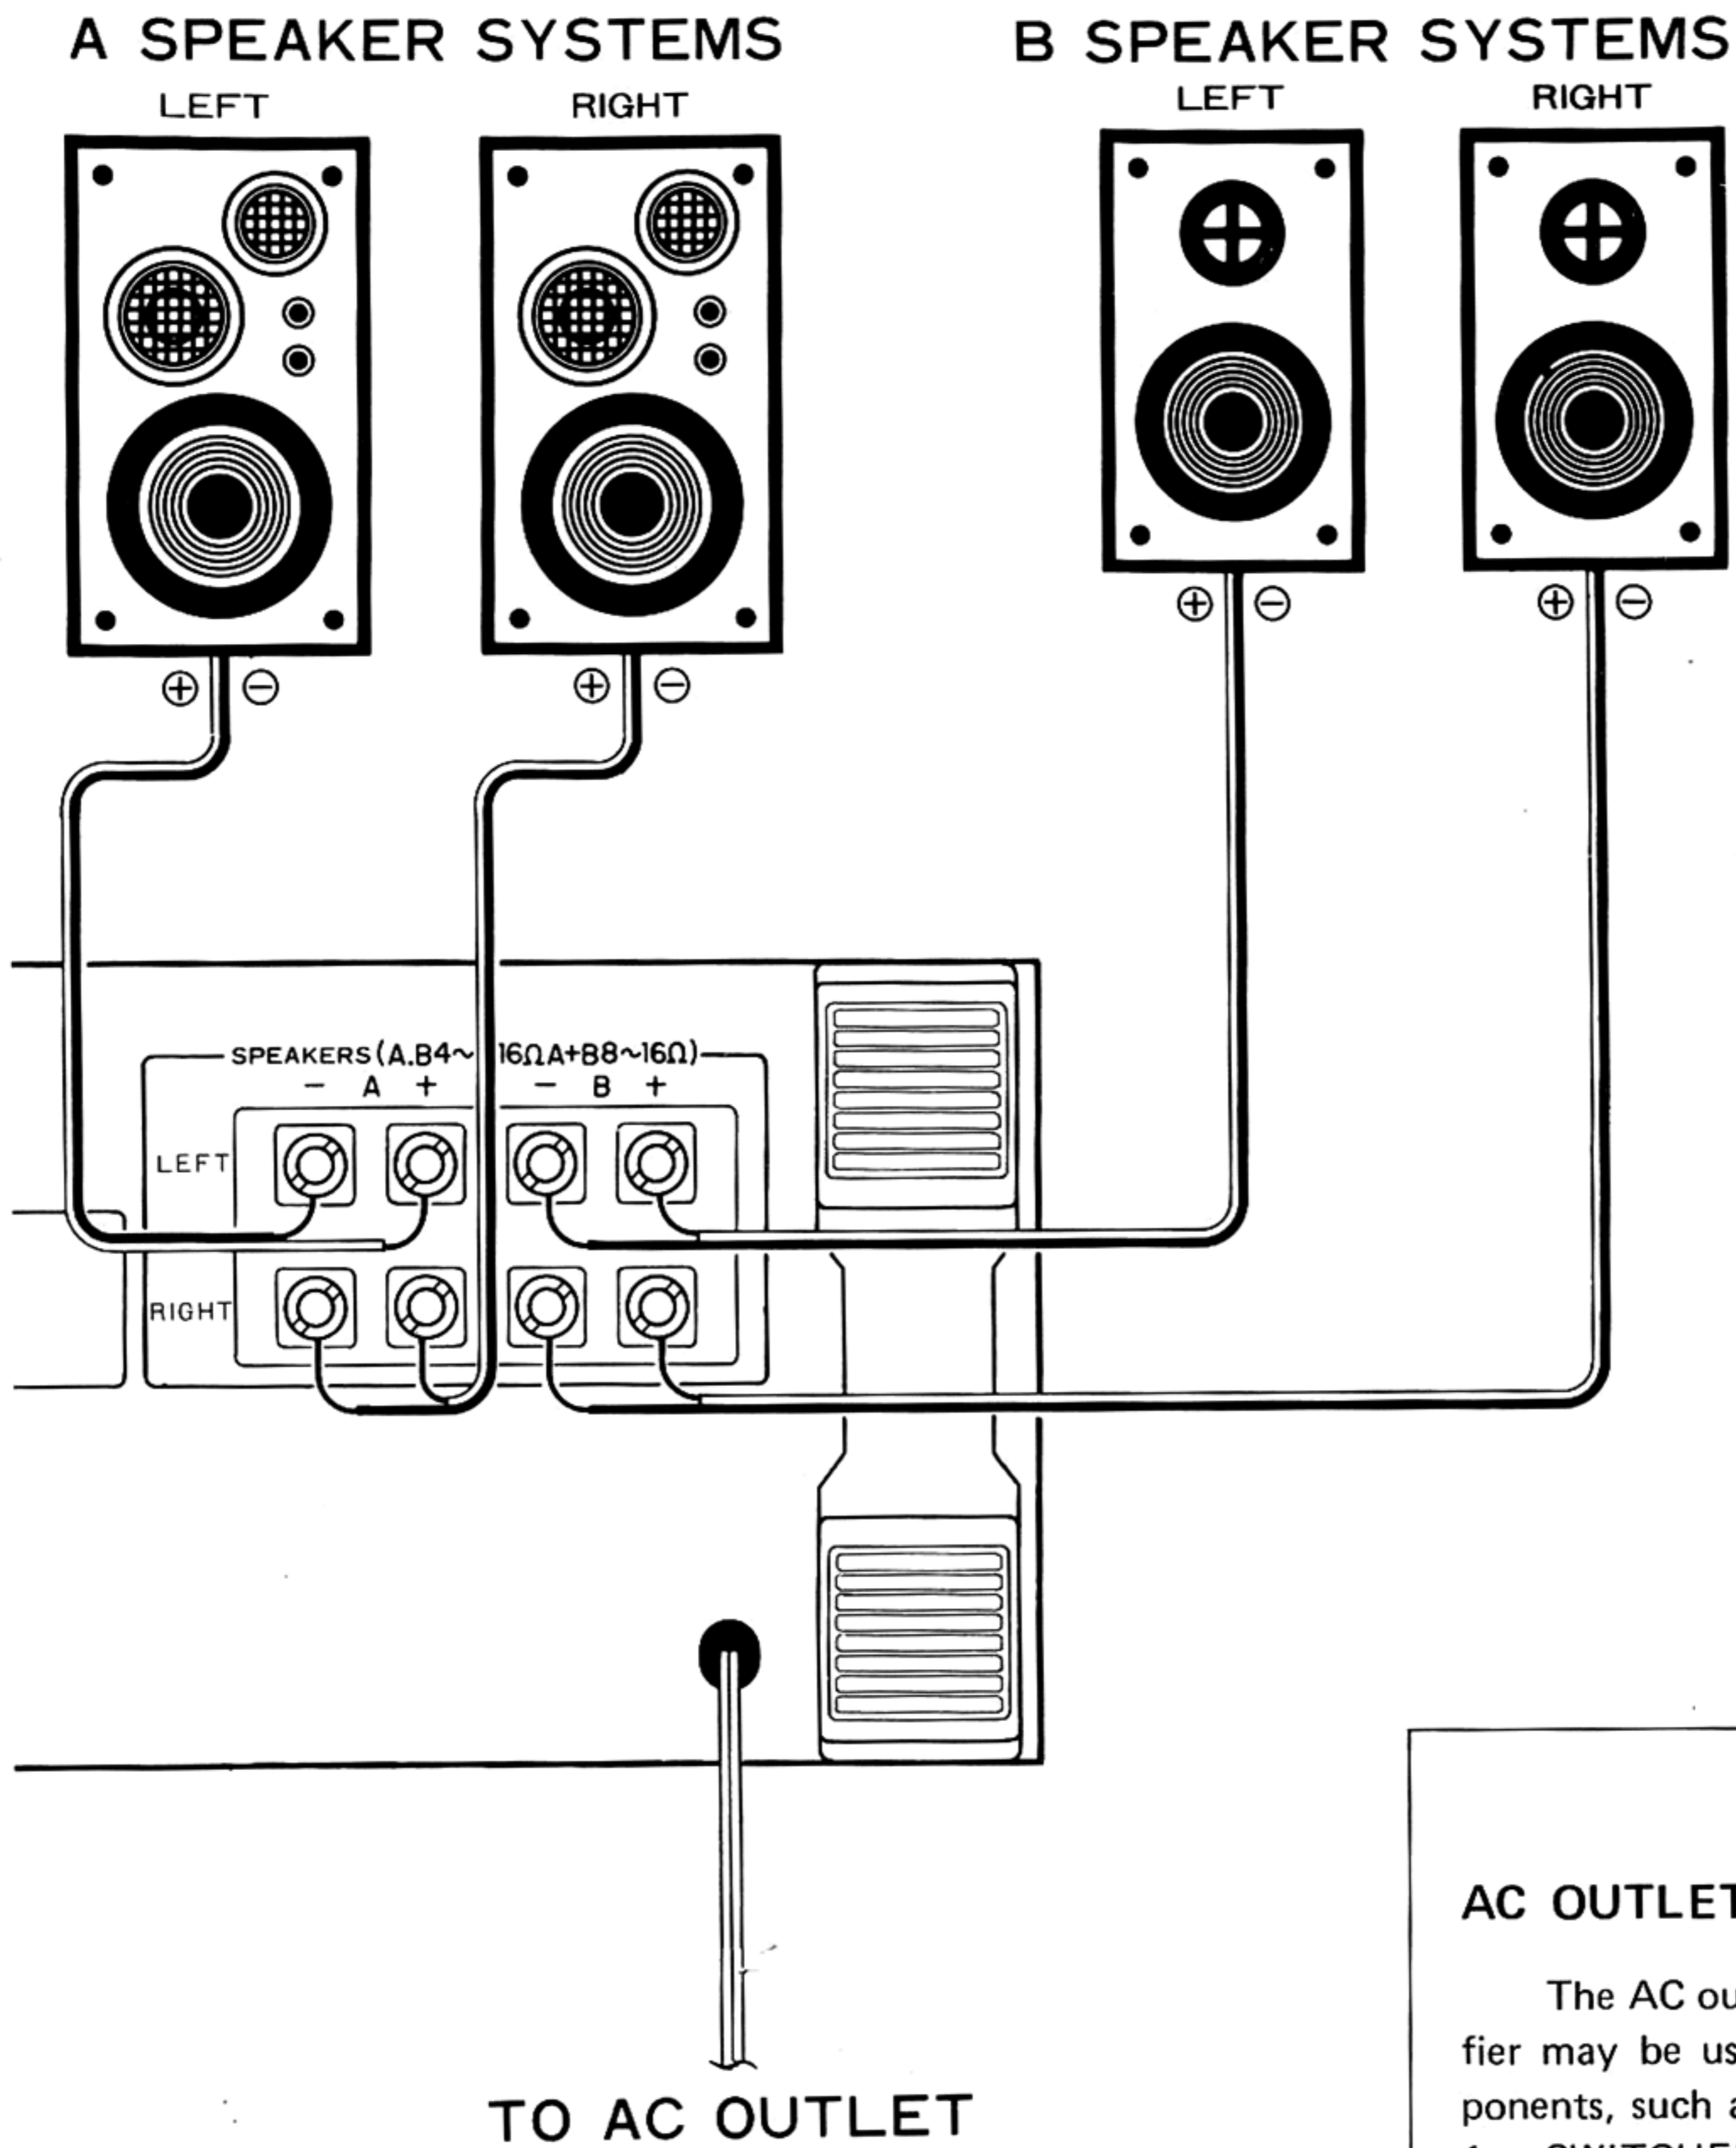 A SPEAKER SYSTEMS
LEFT RIGHT
B SPEAKER SYSTEMS
LEFT RIGHT
⊕ ⊖ ⊕ ⊖
⊕ ⊖ ⊕ ⊖
SPEAKERS (A.B4~ 16ΩA+B8~16Ω)
− A + − B +
LEFT
RIGHT
TO AC OUTLET
AC OUTLET
The AC ou
fier may be us
ponents, such a